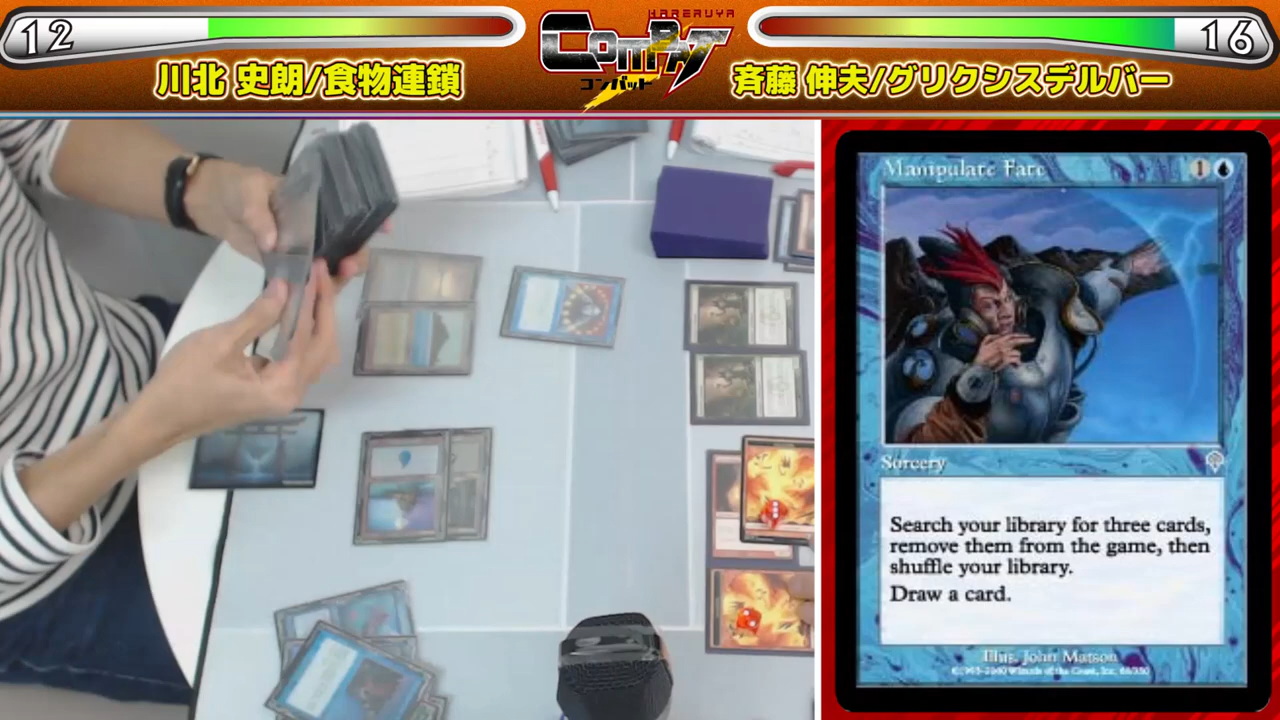 12
HARERUYA
COMBAT
コンバット
16
川北 史朗/食物連鎖
斉藤 伸夫/グリクシスデルバー
Manipulate Fate
1
Sorcery
Search your library for three cards,
remove them from the game, then
shuffle your library.
Draw a card.
Illus. John Matson